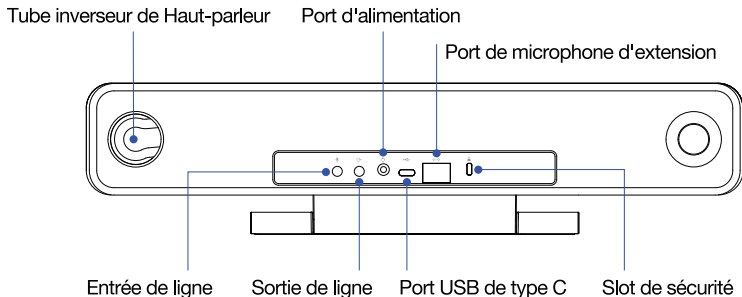 Tube inverseur de Haut-parleur
Port d'alimentation
Port de microphone d'extension
Entrée de ligne
Sortie de ligne
Port USB de type C
Slot de sécurité